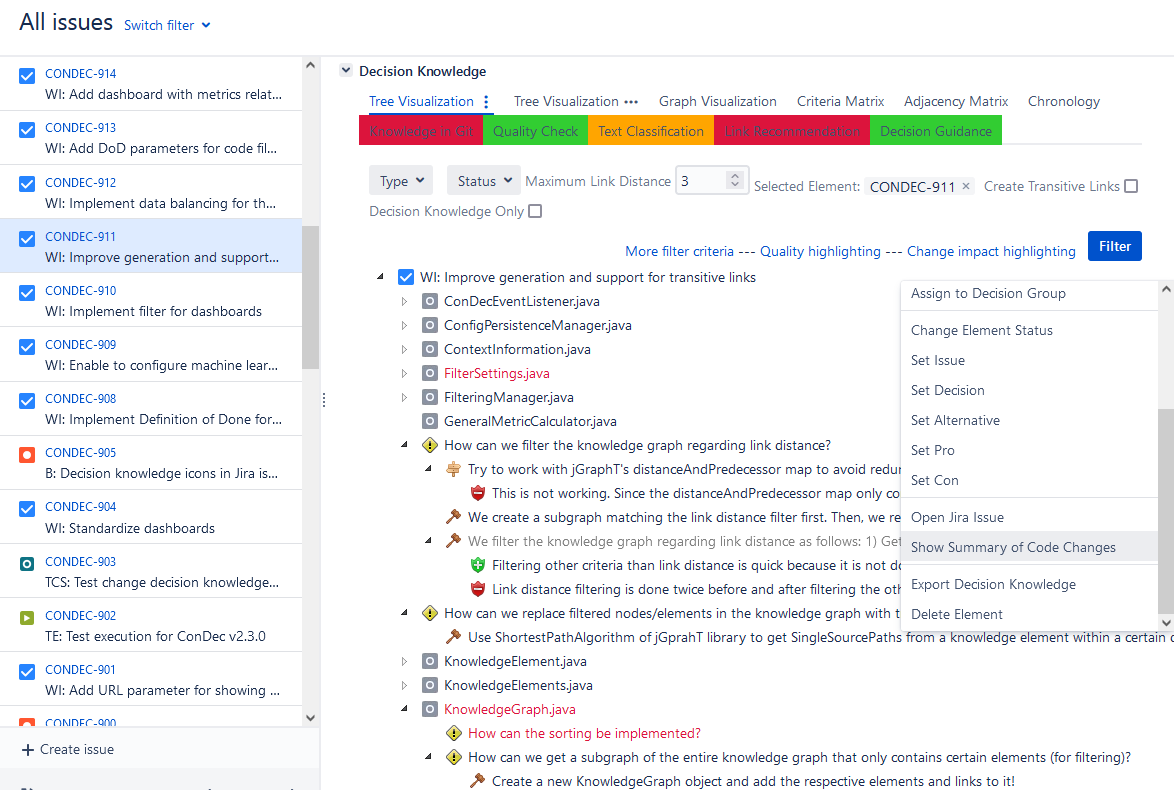 All issues Switch filter
CONDEC-914
WI: Add dashboard with metrics relat...
CONDEC-913
WI: Add DoD parameters for code fil...
CONDEC-912
WI: Implement data balancing for th...
CONDEC-911
WI: Improve generation and support...
CONDEC-910
WI: Implement filter for dashboards
CONDEC-909
WI: Enable to configure machine lear...
CONDEC-908
WI: Implement Definition of Done for...
CONDEC-905
B: Decision knowledge icons in Jira is...
CONDEC-904
WI: Standardize dashboards
CONDEC-903
TCS: Test change decision knowledge...
CONDEC-902
TE: Test execution for ConDec v2.3.0
CONDEC-901
WI: Add URL parameter for showing ...
CONDEC-900
+ Create issue
Decision Knowledge
Tree Visualization Tree Visualization ••• Graph Visualization Criteria Matrix Adjacency Matrix Chronology
Knowledge in Git Quality Check Text Classification Link Recommendation Decision Guidance
Type Status Maximum Link Distance 3 Selected Element: CONDEC-911 × Create Transitive Links
Decision Knowledge Only
More filter criteria --- Quality highlighting --- Change impact highlighting Filter
WI: Improve generation and support for transitive links
ConDecEventListener.java
ConfigPersistenceManager.java
ContextInformation.java
FilterSettings.java
FilteringManager.java
GeneralMetricCalculator.java
How can we filter the knowledge graph regarding link distance?
Try to work with jGraphT's distanceAndPredecessor map to avoid redu
This is not working. Since the distanceAndPredecessor map only co
We create a subgraph matching the link distance filter first. Then, we re
We filter the knowledge graph regarding link distance as follows: 1) Get
Filtering other criteria than link distance is quick because it is not do
Link distance filtering is done twice before and after filtering the oth
How can we replace filtered nodes/elements in the knowledge graph with t
Use ShortestPathAlgorithm of jGprahT library to get SingleSourcePaths from a knowledge element within a certain
KnowledgeElement.java
KnowledgeElements.java
KnowledgeGraph.java
How can the sorting be implemented?
How can we get a subgraph of the entire knowledge graph that only contains certain elements (for filtering)?
Create a new KnowledgeGraph object and add the respective elements and links to it!
Assign to Decision Group
Change Element Status
Set Issue
Set Decision
Set Alternative
Set Pro
Set Con
Open Jira Issue
Show Summary of Code Changes
Export Decision Knowledge
Delete Element